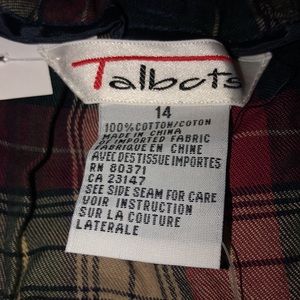 Talbots
14
100% COTTON/COTON
MADE IN CHINA
OF IMPORTED FABRIC
FABRIQUE EN CHINE
AVEC DES TISSUE IMPORTES
RN 80371
CA 23147
SEE SIDE SEAM FOR CARE
VOIR INSTRUCTION
SUR LA COUTURE
LATERALE